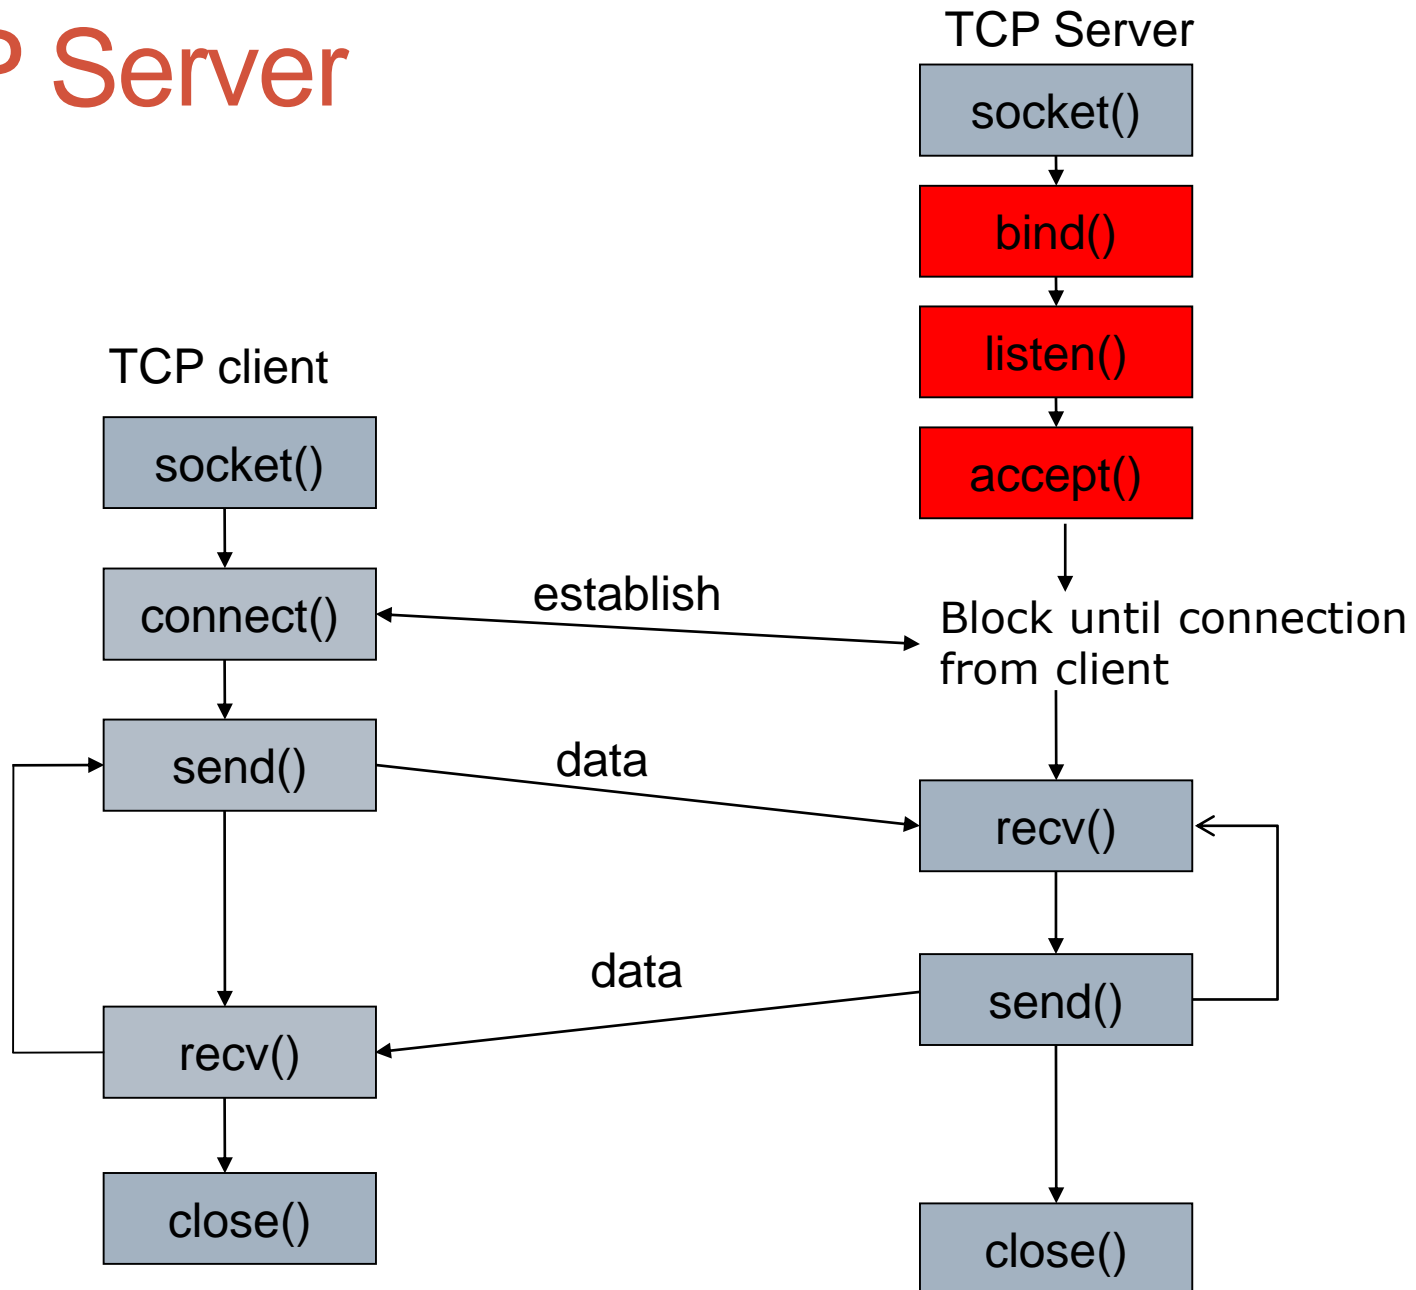 P Server
TCP Server
socket()
bind()
listen()
accept()
Block until connection
from client
recv()
send()
close()
TCP client
socket()
connect()
send()
recv()
close()
establish
data
data